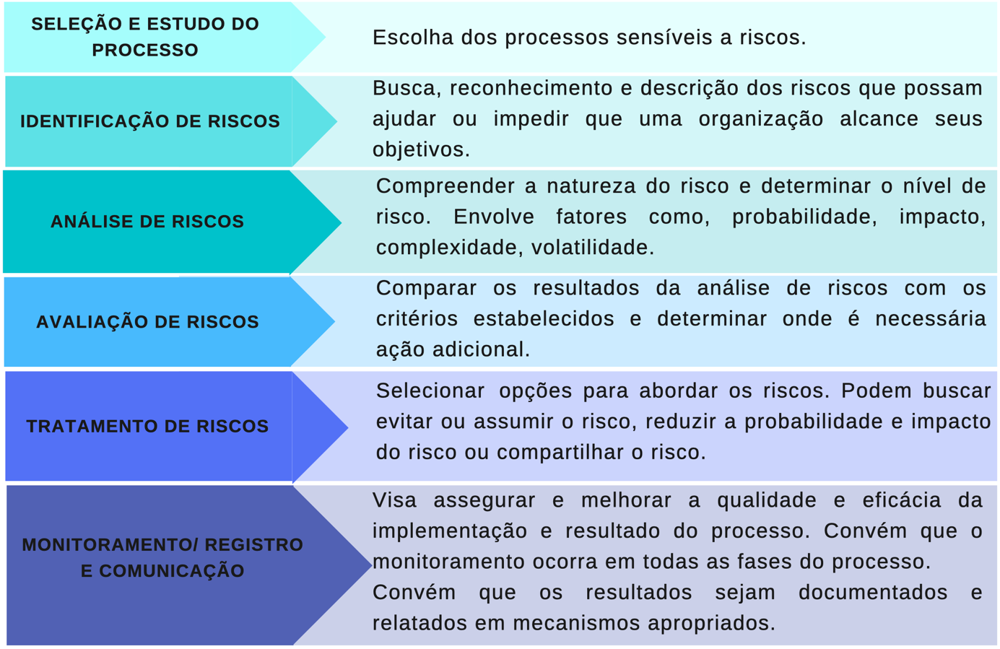 SELEÇÃO E ESTUDO DO
PROCESSO
Escolha dos processos sensíveis a riscos.
IDENTIFICAÇÃO DE RISCOS
Busca, reconhecimento e descrição dos riscos que possam
ajudar ou impedir que uma organização alcance seus
objetivos.
ANÁLISE DE RISCOS
Compreender a natureza do risco e determinar o nível de
risco. Envolve fatores como, probabilidade, impacto,
complexidade, volatilidade.
AVALIAÇÃO DE RISCOS
Comparar os resultados da análise de riscos com os
critérios estabelecidos e determinar onde é necessária
ação adicional.
TRATAMENTO DE RISCOS
Selecionar opções para abordar os riscos. Podem buscar
evitar ou assumir o risco, reduzir a probabilidade e impacto
do risco ou compartilhar o risco.
MONITORAMENTO/ REGISTRO
E COMUNICAÇÃO
Visa assegurar e melhorar a qualidade e eficácia da
implementação e resultado do processo. Convém que o
monitoramento ocorra em todas as fases do processo.
Convém que os resultados sejam documentados e
relatados em mecanismos apropriados.